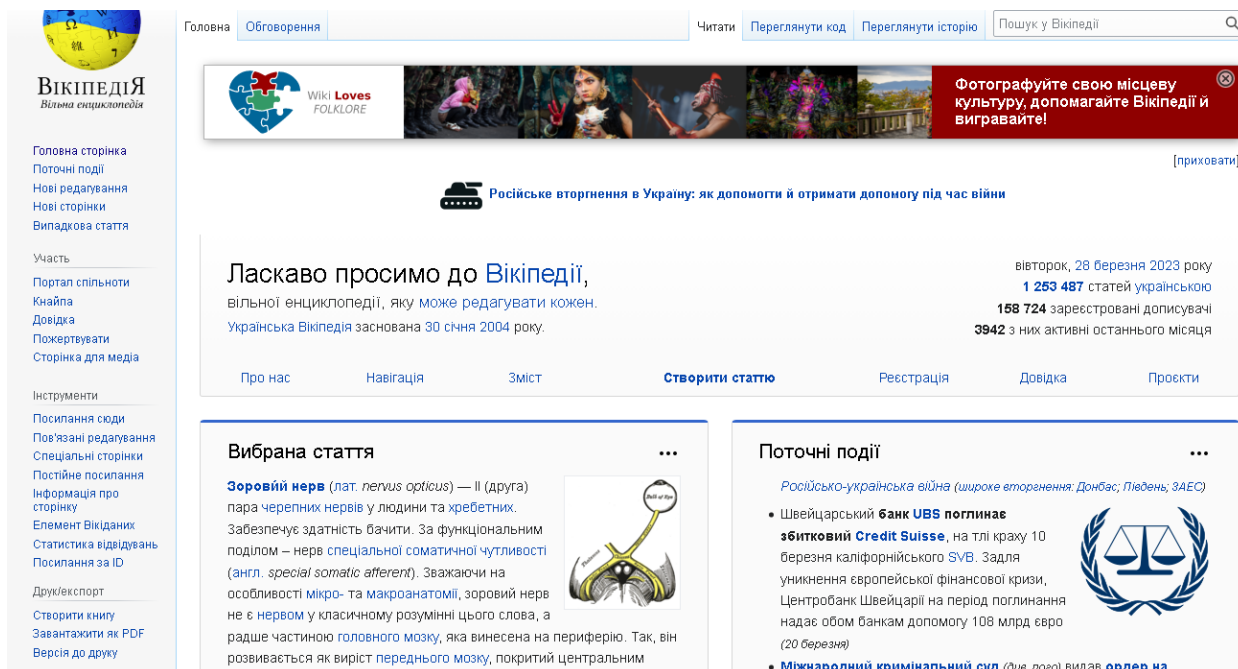 Головна
Обговорення
Читати
Переглянути код
Переглянути історію
Пошук у Вікіпедії
ВІКІПЕДІЯ
Вільна енциклопедія
Wiki Loves
FOLKLORE
Фотографуйте свою місцеву
культуру, допомагайте Вікіпедії й
вигравайте!
[приховати]
Російське вторгнення в Україну: як допомогти й отримати допомогу під час війни
Головна сторінка
Поточні події
Нові редагування
Нові сторінки
Випадкова стаття
Участь
Портал спільноти
Кнайпа
Довідка
Пожертвувати
Сторінка для медіа
Інструменти
Посилання сюди
Пов'язані редагування
Спеціальні сторінки
Постійне посилання
Інформація про
сторінку
Елемент Вікіданих
Статистика відвідувань
Посилання за ID
Друк/експорт
Створити книгу
Завантажити як PDF
Версія до друку
Ласкаво просимо до Вікіпедії,
вільної енциклопедії, яку може редагувати кожен.
Українська Вікіпедія заснована 30 січня 2004 року.
вівторок, 28 березня 2023 року
1 253 487 статей українською
158 724 зареєстровані дописувачі
3942 з них активні останнього місяця
Про нас
Навігація
Зміст
Створити статтю
Реєстрація
Довідка
Проєкти
Вибрана стаття
Зорови́й нерв (лат. nervus opticus) — II (друга)
пара черепних нервів у людини та хребетних.
Забезпечує здатність бачити. За функціональним
поділом – нерв спеціальної соматичної чутливості
(англ. special somatic afferent). Зважаючи на
особливості мікро- та макроанатомії, зоровий нерв
не є нервом у класичному розумінні цього слова, а
радше частиною головного мозку, яка винесена на периферію. Так, він
розвивається як виріст переднього мозку, покритий центральним
Поточні події
Російсько-українська війна (широке вторгнення: Донбас; Південь; ЗАЕС)
Швейцарський банк UBS поглинає
збитковий Credit Suisse, на тлі краху 10
березня каліфорнійського SVB. Задля
уникнення європейської фінансової кризи,
Центробанк Швейцарії на період поглинання
надає обом банкам допомогу 108 млрд євро
(20 березня)
Міжнародний кримінальний суд (див. лого) видав ордер на